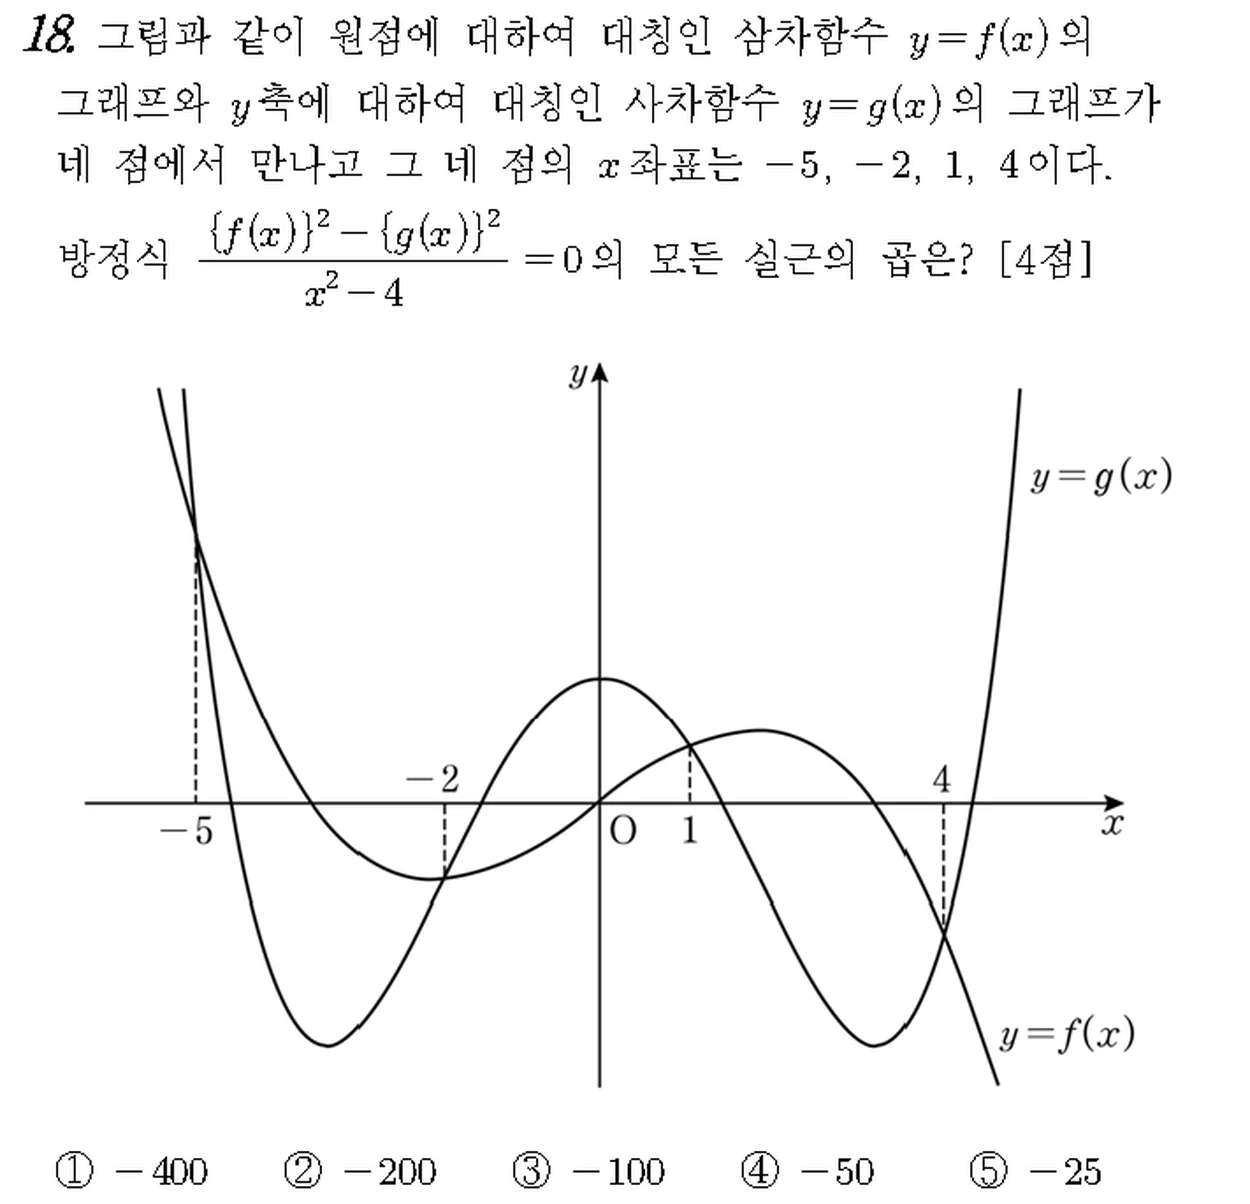 18. 그림과 같이 원점에 대하여 대칭인 삼차함수 y=f(x)의
그래프와 y축에 대하여 대칭인 사차함수 y=g(x)의 그래프가
네 점에서 만나고 그 네 점의 x좌표는 −5, −2, 1, 4이다.
방정식 {f(x)}² − {g(x)}² / x² − 4 = 0의 모든 실근의 곱은? [4점]
y
y=g(x)
−2
4
−5
O
1
x
y=f(x)
① −400 ② −200 ③ −100 ④ −50 ⑤ −25